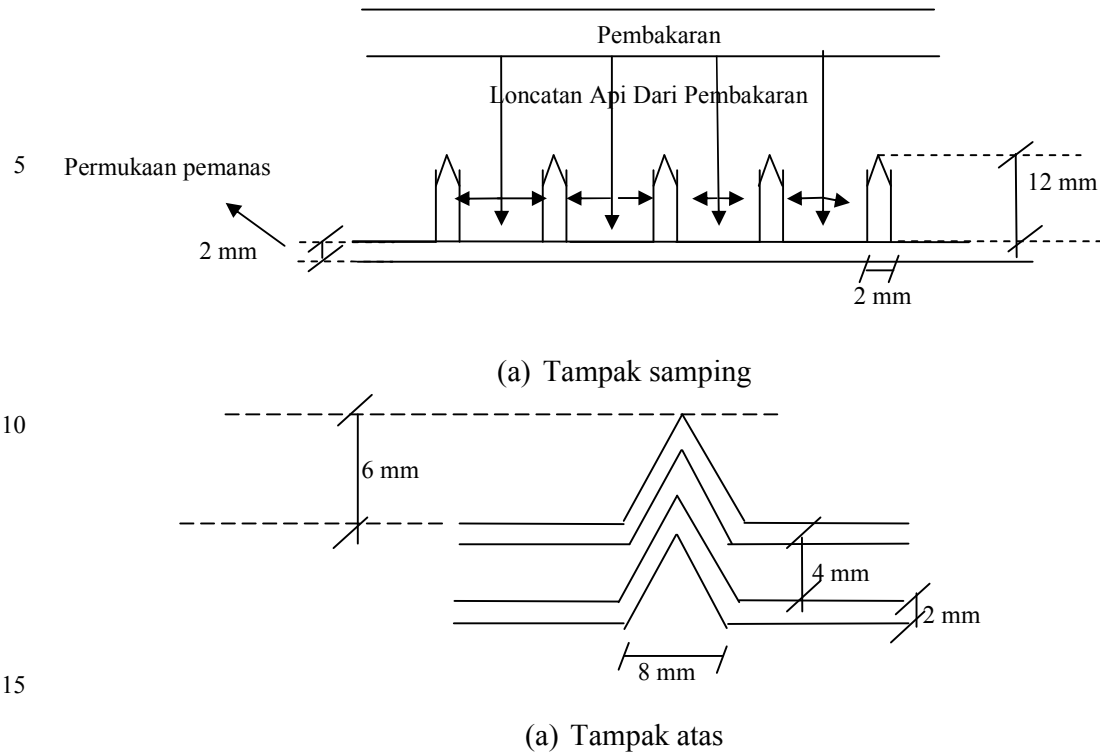 Pembakaran
Loncatan Api Dari Pembakaran
5 Permukaan pemanas
12 mm
2 mm
2 mm
(a) Tampak samping
10
6 mm
4 mm
2 mm
8 mm
15
(a) Tampak atas